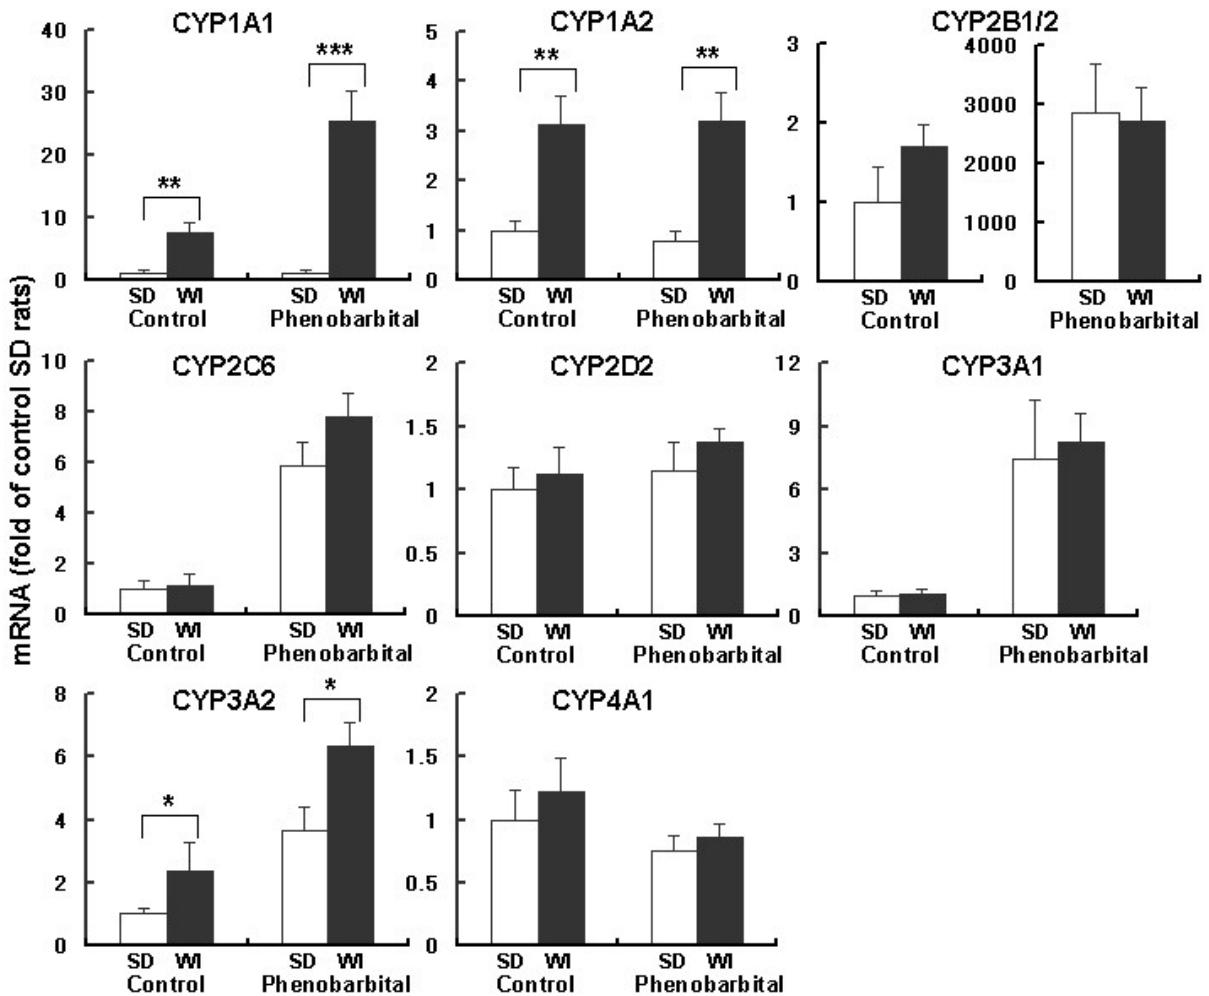 mRNA (fold of control SD rats)
CYP1A1
40
30
20
10
0
**
***
SD WI SD WI
Control Phenobarbital
CYP1A2
5
4
3
2
1
0
**
**
SD WI SD WI
Control Phenobarbital
CYP2B1/2
3
2
1
0
SD WI
Control
4000
3000
2000
1000
0
SD WI
Phenobarbital
CYP2C6
10
8
6
4
2
0
SD WI SD WI
Control Phenobarbital
CYP2D2
2
1.5
1
0.5
0
SD WI SD WI
Control Phenobarbital
CYP3A1
12
9
6
3
0
SD WI SD WI
Control Phenobarbital
CYP3A2
8
6
4
2
0
*
*
SD WI SD WI
Control Phenobarbital
CYP4A1
2
1.5
1
0.5
0
SD WI SD WI
Control Phenobarbital